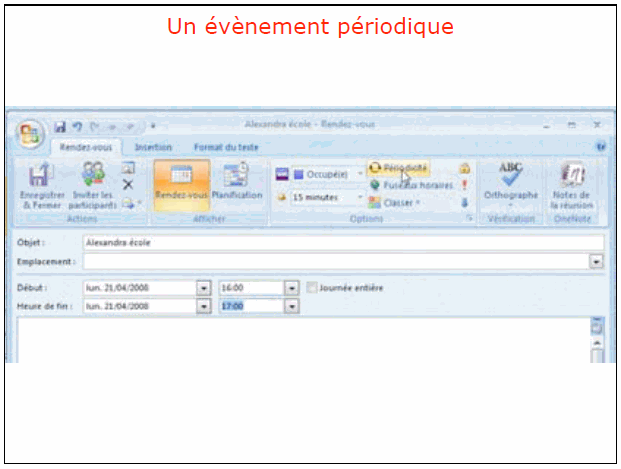 Un évènement périodique
Alexandra école - Rendez-vous
Rendez-vous Insertion Format du texte
Enregistrer & Fermer
Inviter les participants
Actions
Rendez-vous
Planification
Afficher
Occupé(e)
15 minutes
Périodicité
Fuseaux horaires
Classer
Options
ABC
Orthographe
Vérification
Notes de la réunion
OneNote
Objet : Alexandra école
Emplacement :
Début : lun. 21/04/2008 16:00 Journée entière
Heure de fin : lun. 21/04/2008 17:00